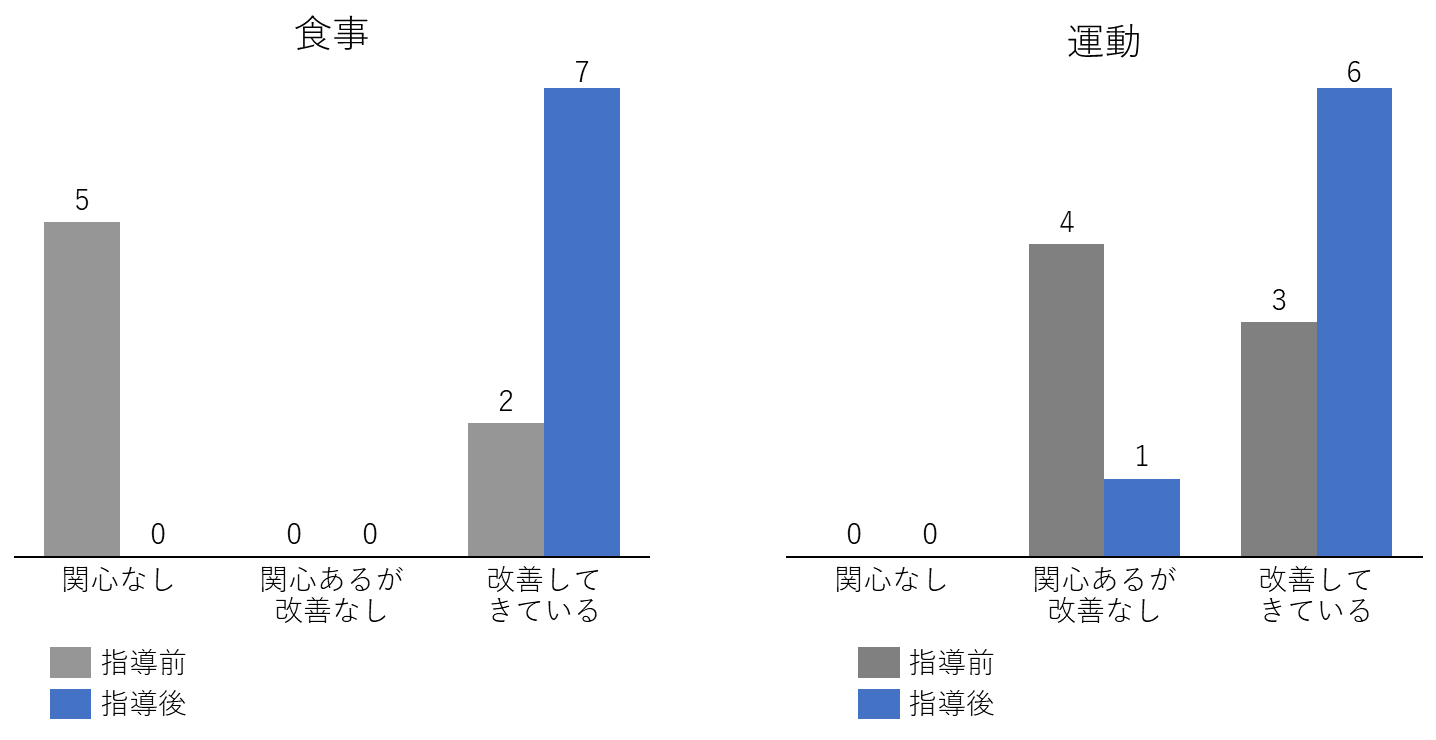 食事
7
5
2
0
0
0
関心なし
関心あるが
改善なし
改善して
きている
指導前
指導後
運動
6
4
3
1
0
0
関心なし
関心あるが
改善なし
改善して
きている
指導前
指導後